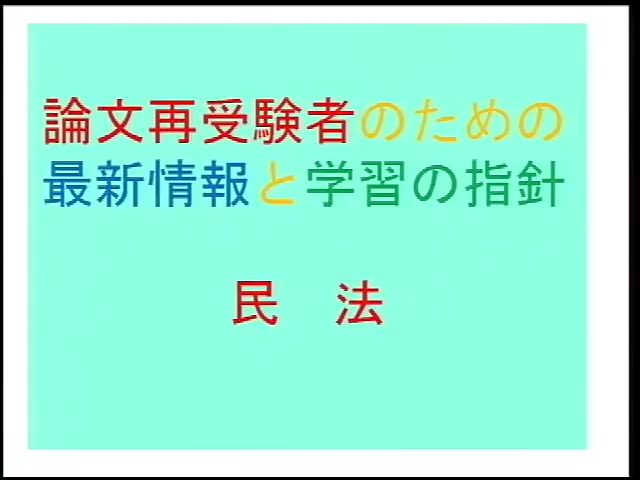 論文再受験者のための
最新情報と学習の指針
民　法